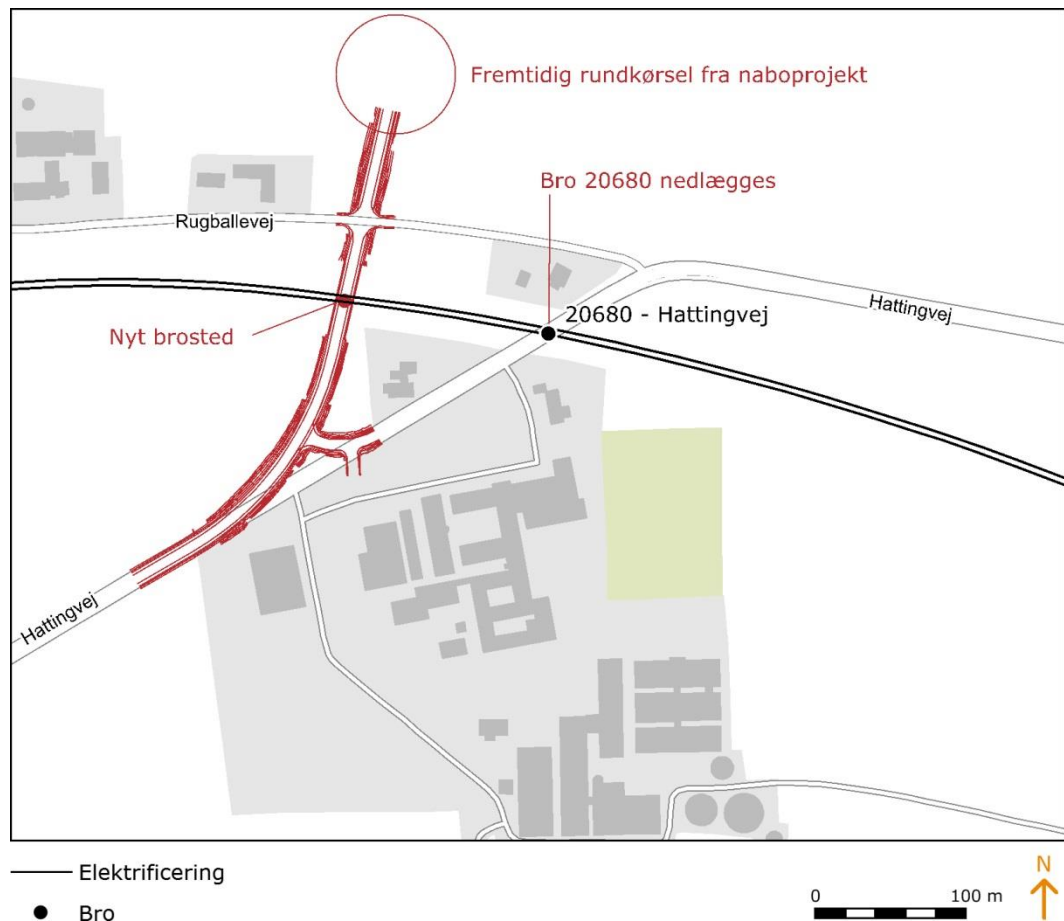 Fremtidig rundkørsel fra naboprojekt
Bro 20680 nedlægges
Rugballevej
20680 - Hattingvej
Hattingvej
Nyt brosted
Hattingvej
Elektrificering
Bro
0 100 m
N